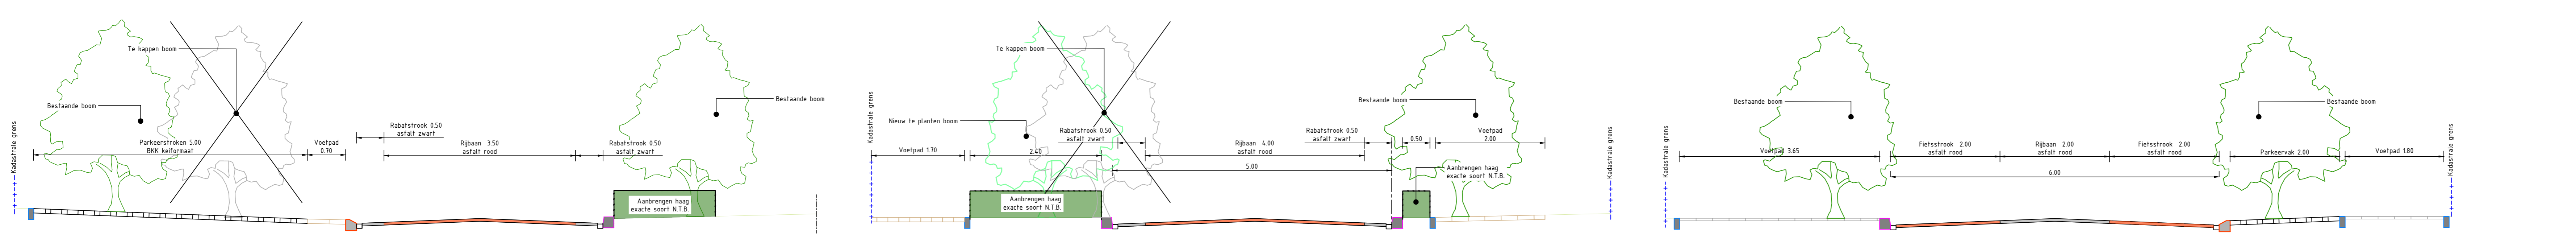 Kadastrale grens
Te kappen boom
Bestaande boom
Parkeerstroken 5.00
BKK keiformaat
Voetpad
0.70
Rabatstrook 0.50
asfalt zwart
Rijbaan 3.50
asfalt rood
Rabatstrook 0.50
asfalt zwart
Bestaande boom
Aanbrengen haag
exacte soort N.T.B.
Kadastrale grens
Te kappen boom
Nieuw te planten boom
Voetpad 1.70
2.40
Rabatstrook 0.50
asfalt zwart
Rijbaan 4.00
asfalt rood
5.00
Rabatstrook 0.50
asfalt zwart
Bestaande boom
0.50
Voetpad
2.00
Aanbrengen haag
exacte soort N.T.B.
Aanbrengen haag
exacte soort N.T.B.
Kadastrale grens
Kadastrale grens
Bestaande boom
Voetpad 3.65
Fietsstrook 2.00
asfalt rood
Rijbaan 2.00
asfalt rood
Fietsstrook 2.00
asfalt rood
6.00
Bestaande boom
Parkeervak 2.00
Voetpad 1.80
Kadastrale grens